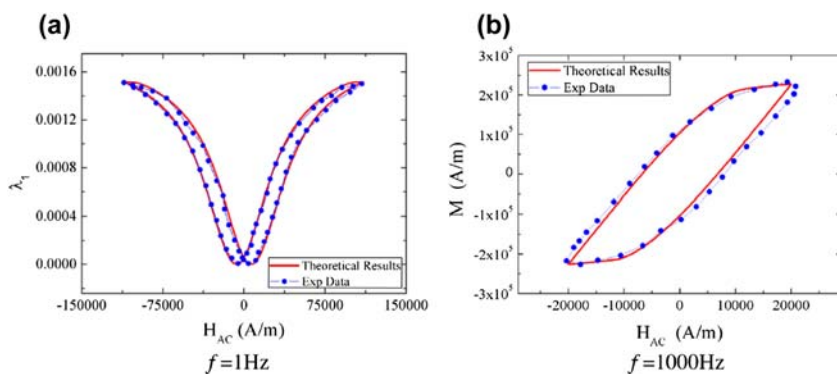 (a)
0.0016
0.0012
0.0008
0.0004
0.0000
λ₁
Theoretical Results
Exp Data
-150000 -75000 0 75000 150000
H_AC (A/m)
f=1Hz
(b)
3x10⁵
2x10⁵
1x10⁵
0
-1x10⁵
-2x10⁵
-3x10⁵
M (A/m)
Theoretical Results
Exp Data
-20000 -10000 0 10000 20000
H_AC (A/m)
f=1000Hz